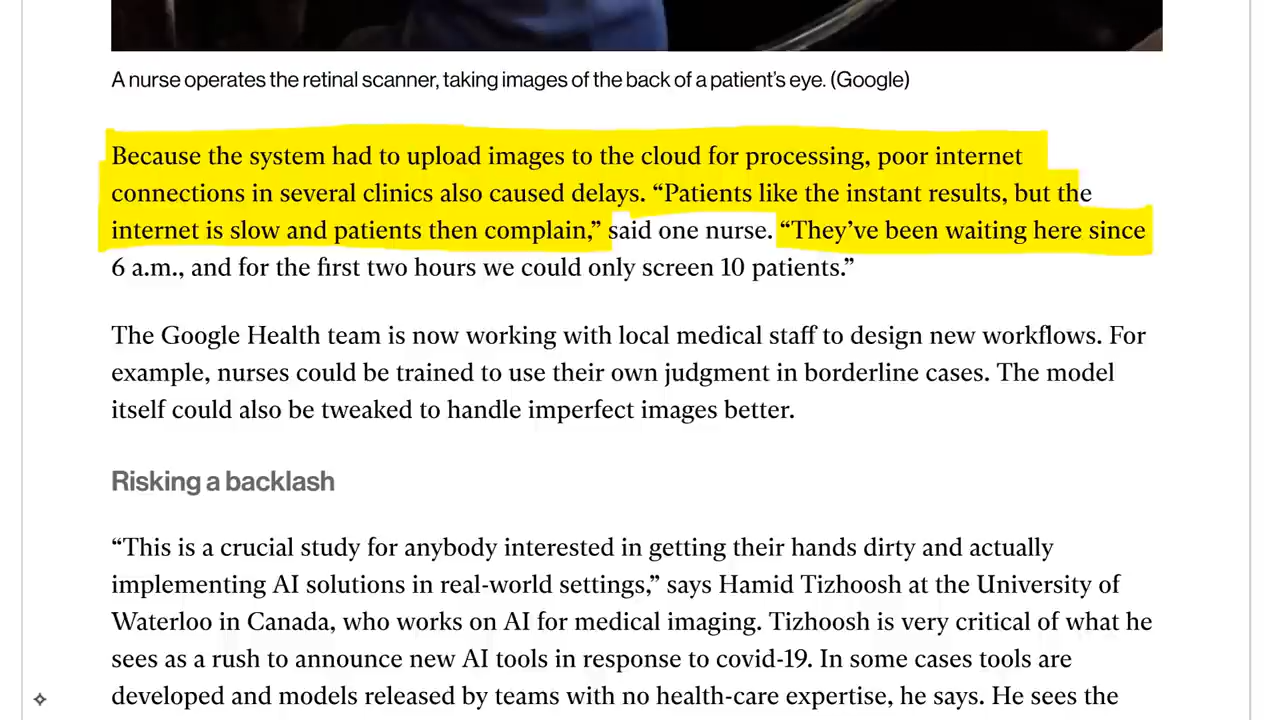 A nurse operates the retinal scanner, taking images of the back of a patient's eye. (Google)
Because the system had to upload images to the cloud for processing, poor internet
connections in several clinics also caused delays. “Patients like the instant results, but the
internet is slow and patients then complain,” said one nurse. “They’ve been waiting here since
6 a.m., and for the first two hours we could only screen 10 patients.”
The Google Health team is now working with local medical staff to design new workflows. For
example, nurses could be trained to use their own judgment in borderline cases. The model
itself could also be tweaked to handle imperfect images better.
Risking a backlash
“This is a crucial study for anybody interested in getting their hands dirty and actually
implementing AI solutions in real-world settings,” says Hamid Tizhoosh at the University of
Waterloo in Canada, who works on AI for medical imaging. Tizhoosh is very critical of what he
sees as a rush to announce new AI tools in response to covid-19. In some cases tools are
developed and models released by teams with no health-care expertise, he says. He sees the